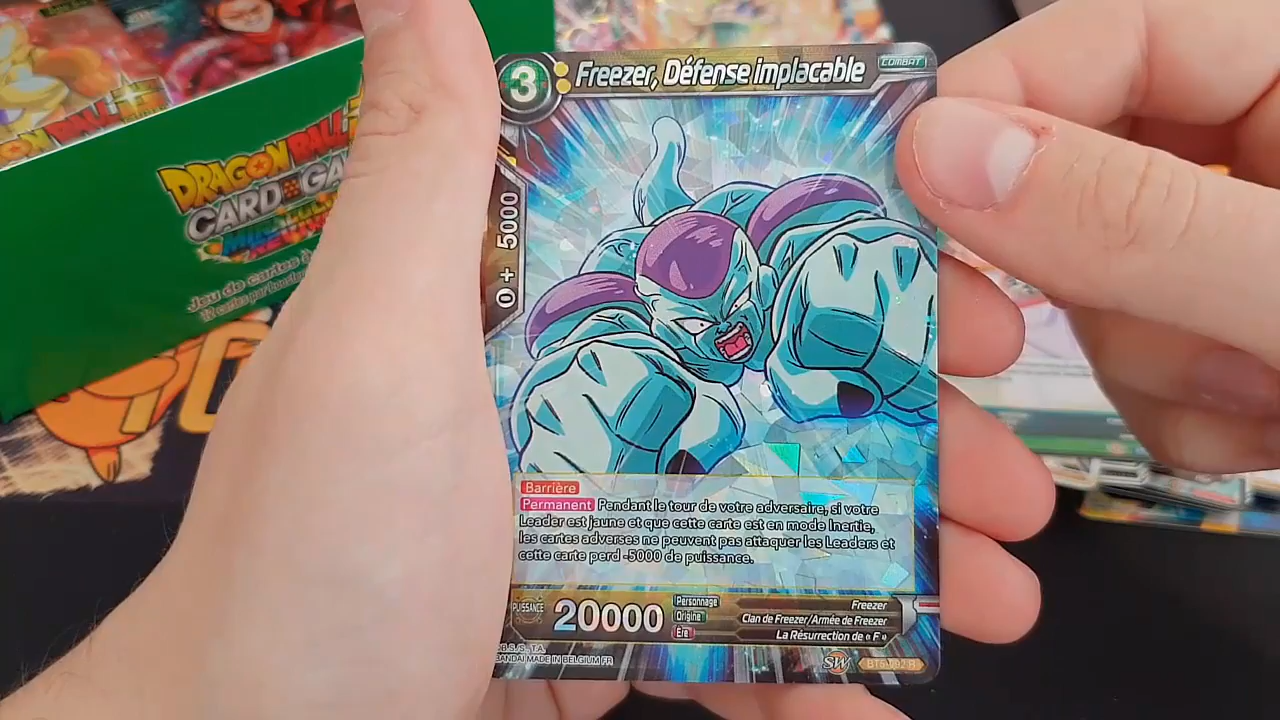 DRAGON BALL
CARD
Jeu de cartes à
3
Freezer, Défense implacable
COMBAT
0 + 5000
Barrière
Permanent Pendant le tour de votre adversaire, si votre
Leader est jaune et que cette carte est en mode Inertie,
les cartes adverses ne peuvent pas attaquer les Leaders et
cette carte perd -5000 de puissance.
PUISSANCE
20000
Personnage Freezer
Origine Clan de Freezer/Armée de Freezer
Ère La Résurrection de « F »
BANDAI MADE IN BELGIUM FR
SW